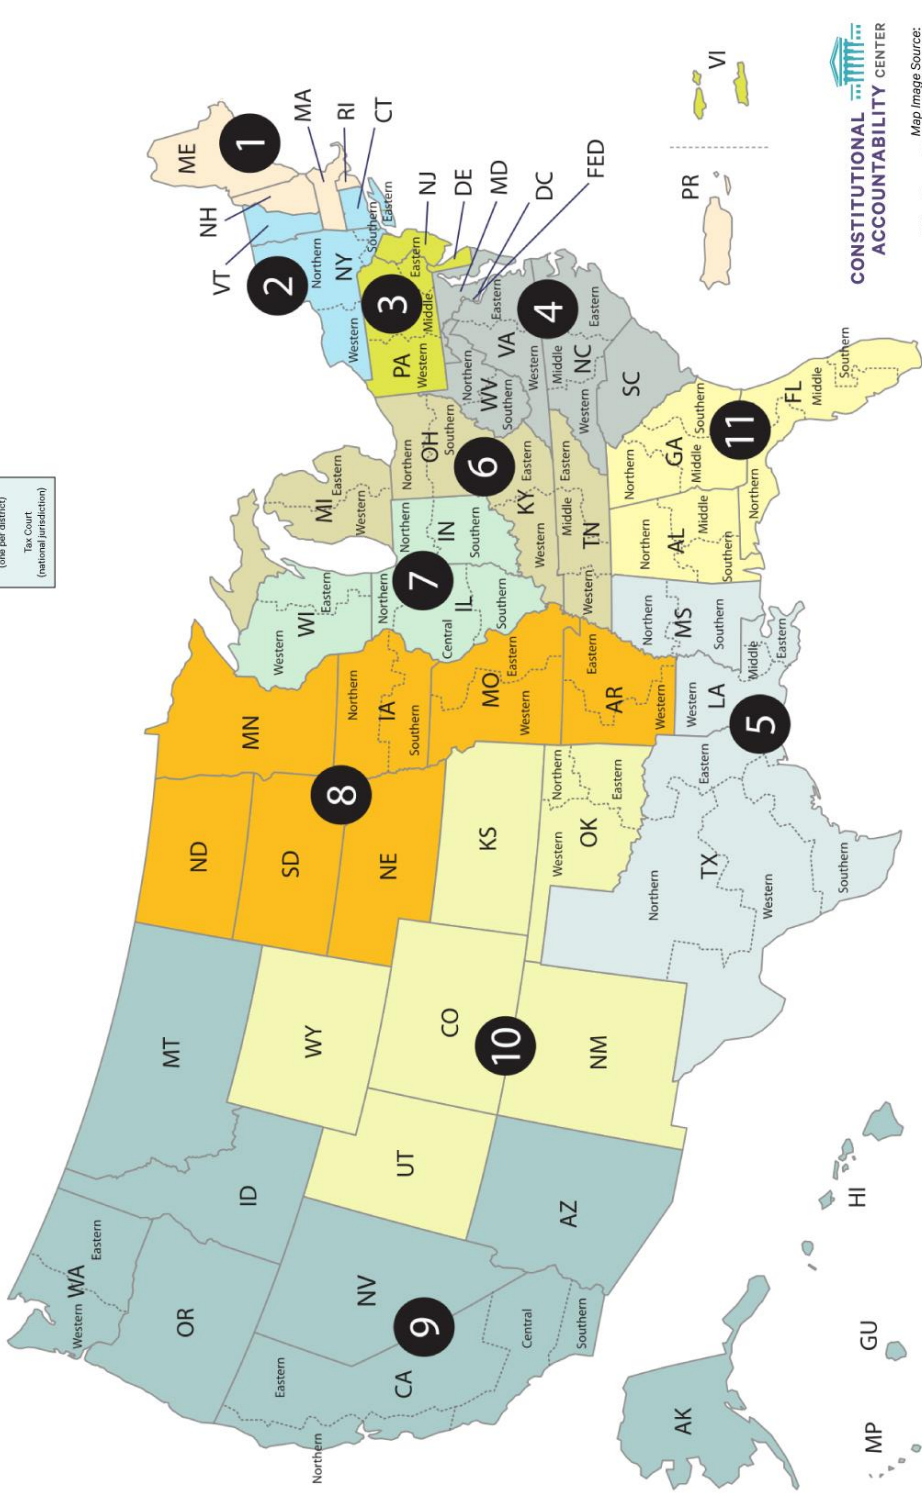 (one per district)
Tax Court
(national jurisdiction)
WA
Western
Eastern
OR
ID
MT
9
NV
CA
Northern
Eastern
Central
Southern
AZ
AK
HI
GU
MP
WY
UT
CO
10
NM
KS
OK
Western
Northern
Eastern
ND
SD
NE
8
MN
IA
Northern
Southern
MO
Western
Eastern
AR
Western
Eastern
TX
Northern
Eastern
Western
Southern
5
LA
Western
Middle
Eastern
MS
Northern
Southern
WI
Western
Eastern
7
IL
Northern
Central
Southern
IN
Northern
Southern
MI
Western
Eastern
OH
Northern
Southern
6
KY
Western
Eastern
TN
Western
Middle
Eastern
AL
Northern
Middle
Southern
GA
Northern
Middle
Southern
11
FL
Northern
Middle
Southern
SC
NC
Western
Middle
Eastern
4
VA
Western
Eastern
WV
Northern
Southern
PA
Western
Middle
Eastern
3
NY
Western
Northern
Southern
Eastern
2
VT
NH
ME
1
MA
RI
CT
NJ
DE
MD
DC
FED
PR
VI
CONSTITUTIONAL
ACCOUNTABILITY CENTER
Map Image Source: